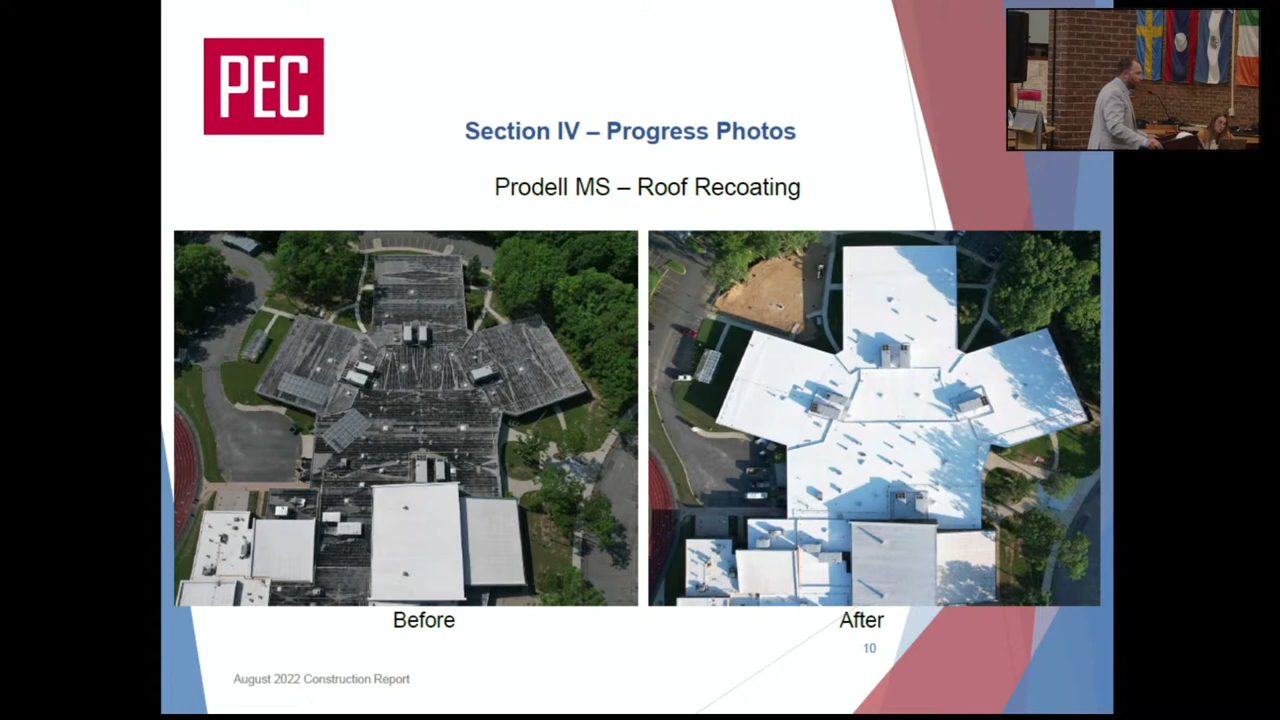 PEC
Section IV – Progress Photos
Prodell MS – Roof Recoating
Before
After
10
August 2022 Construction Report